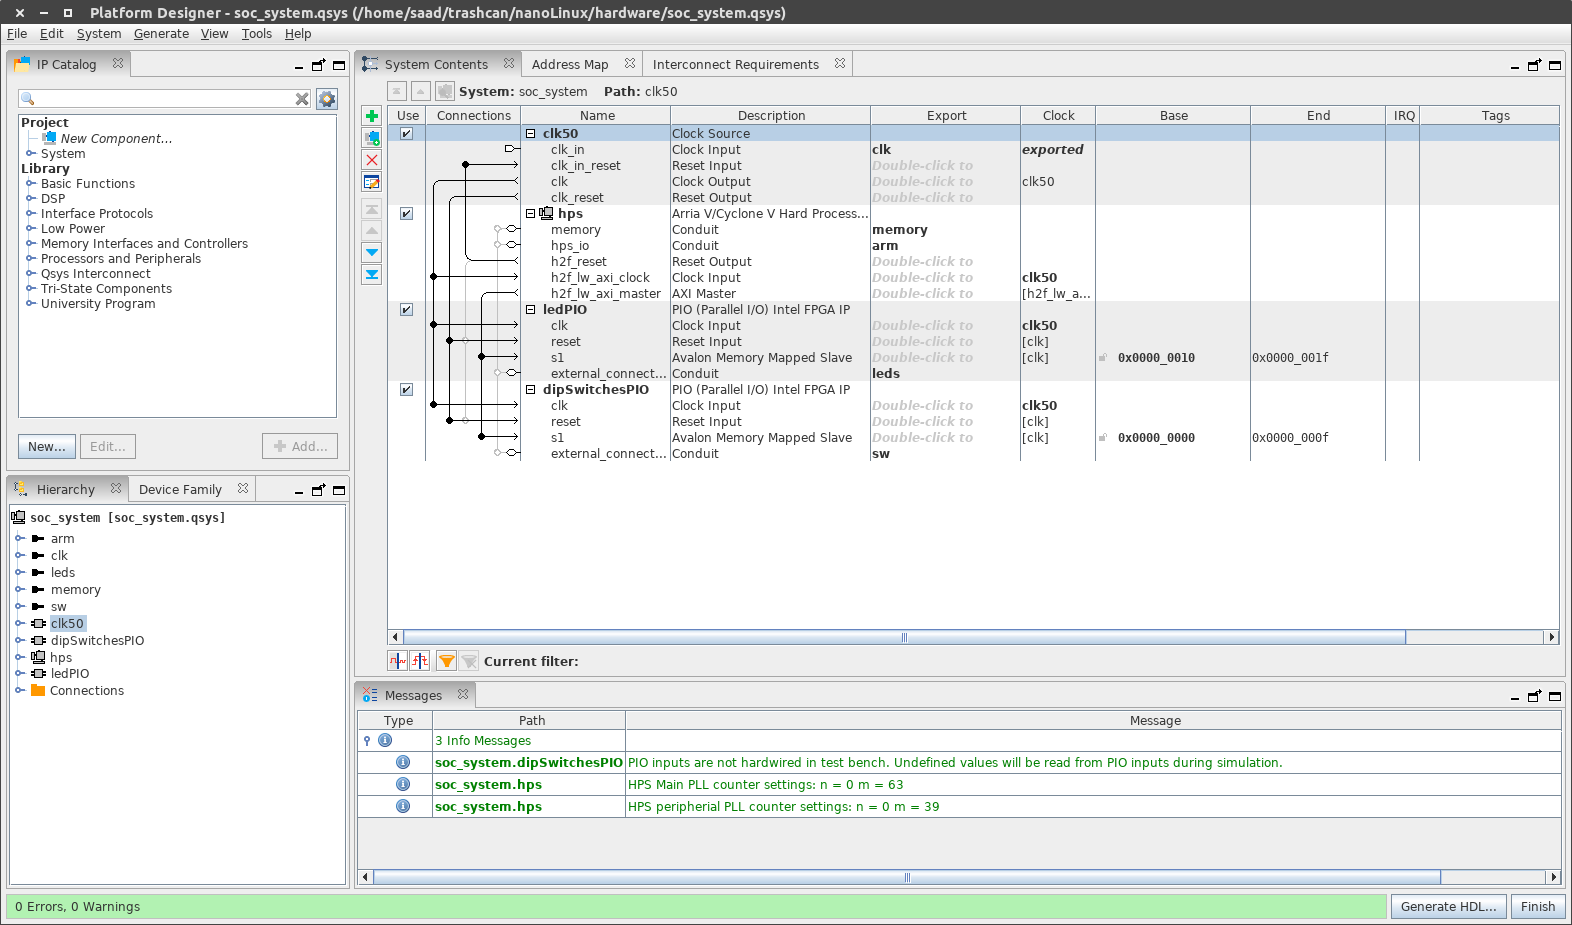 Platform Designer - soc_system.qsys (/home/saad/trashcan/nanoLinux/hardware/soc_system.qsys)
File Edit System Generate View Tools Help
IP Catalog
Project
New Component...
System
Library
Basic Functions
DSP
Interface Protocols
Low Power
Memory Interfaces and Controllers
Processors and Peripherals
Qsys Interconnect
Tri-State Components
University Program
New... Edit... Add...
Hierarchy Device Family
soc_system [soc_system.qsys]
arm
clk
leds
memory
sw
clk50
dipSwitchesPIO
hps
ledPIO
Connections
System Contents Address Map Interconnect Requirements
System: soc_system Path: clk50
Use Connections Name Description Export Clock Base End IRQ Tags
clk50 Clock Source
clk_in Clock Input clk exported
clk_in_reset Reset Input Double-click to
clk Clock Output Double-click to clk50
clk_reset Reset Output Double-click to
hps Arria V/Cyclone V Hard Process...
memory Conduit memory
hps_io Conduit arm
h2f_reset Reset Output Double-click to
h2f_lw_axi_clock Clock Input Double-click to clk50
h2f_lw_axi_master AXI Master Double-click to [h2f_lw_a...
ledPIO PIO (Parallel I/O) Intel FPGA IP
clk Clock Input Double-click to clk50
reset Reset Input Double-click to [clk]
s1 Avalon Memory Mapped Slave Double-click to [clk] 0x0000_0010 0x0000_001f
external_connect... Conduit leds
dipSwitchesPIO PIO (Parallel I/O) Intel FPGA IP
clk Clock Input Double-click to clk50
reset Reset Input Double-click to [clk]
s1 Avalon Memory Mapped Slave Double-click to [clk] 0x0000_0000 0x0000_000f
external_connect... Conduit sw
Current filter:
Messages
Type Path Message
3 Info Messages
soc_system.dipSwitchesPIO PIO inputs are not hardwired in test bench. Undefined values will be read from PIO inputs during simulation.
soc_system.hps HPS Main PLL counter settings: n = 0 m = 63
soc_system.hps HPS peripherial PLL counter settings: n = 0 m = 39
0 Errors, 0 Warnings Generate HDL... Finish